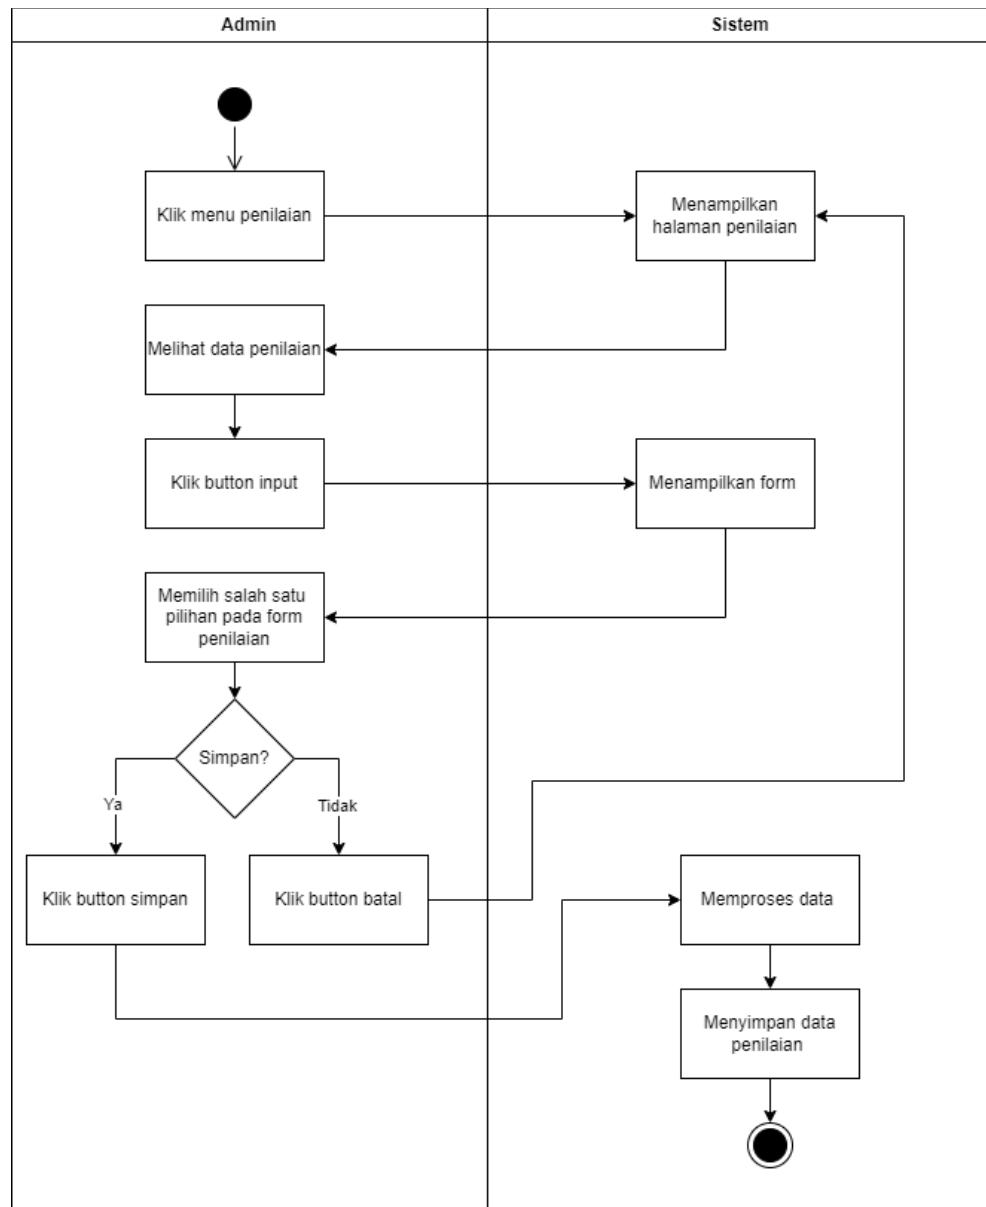 Admin
Sistem
Klik menu penilaian
Menampilkan
halaman penilaian
Melihat data penilaian
Klik button input
Menampilkan form
Memilih salah satu
pilihan pada form
penilaian
Simpan?
Ya
Tidak
Klik button simpan
Klik button batal
Memproses data
Menyimpan data
penilaian